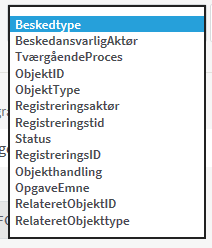 Beskedtype
BeskedansvarligAktør
TværgåendeProces
ObjektID
ObjektType
Registreringsaktør
Registreringstid
Status
RegistreringsID
Objekthandling
OpgaveEmne
RelateretObjektID
RelateretObjekttype